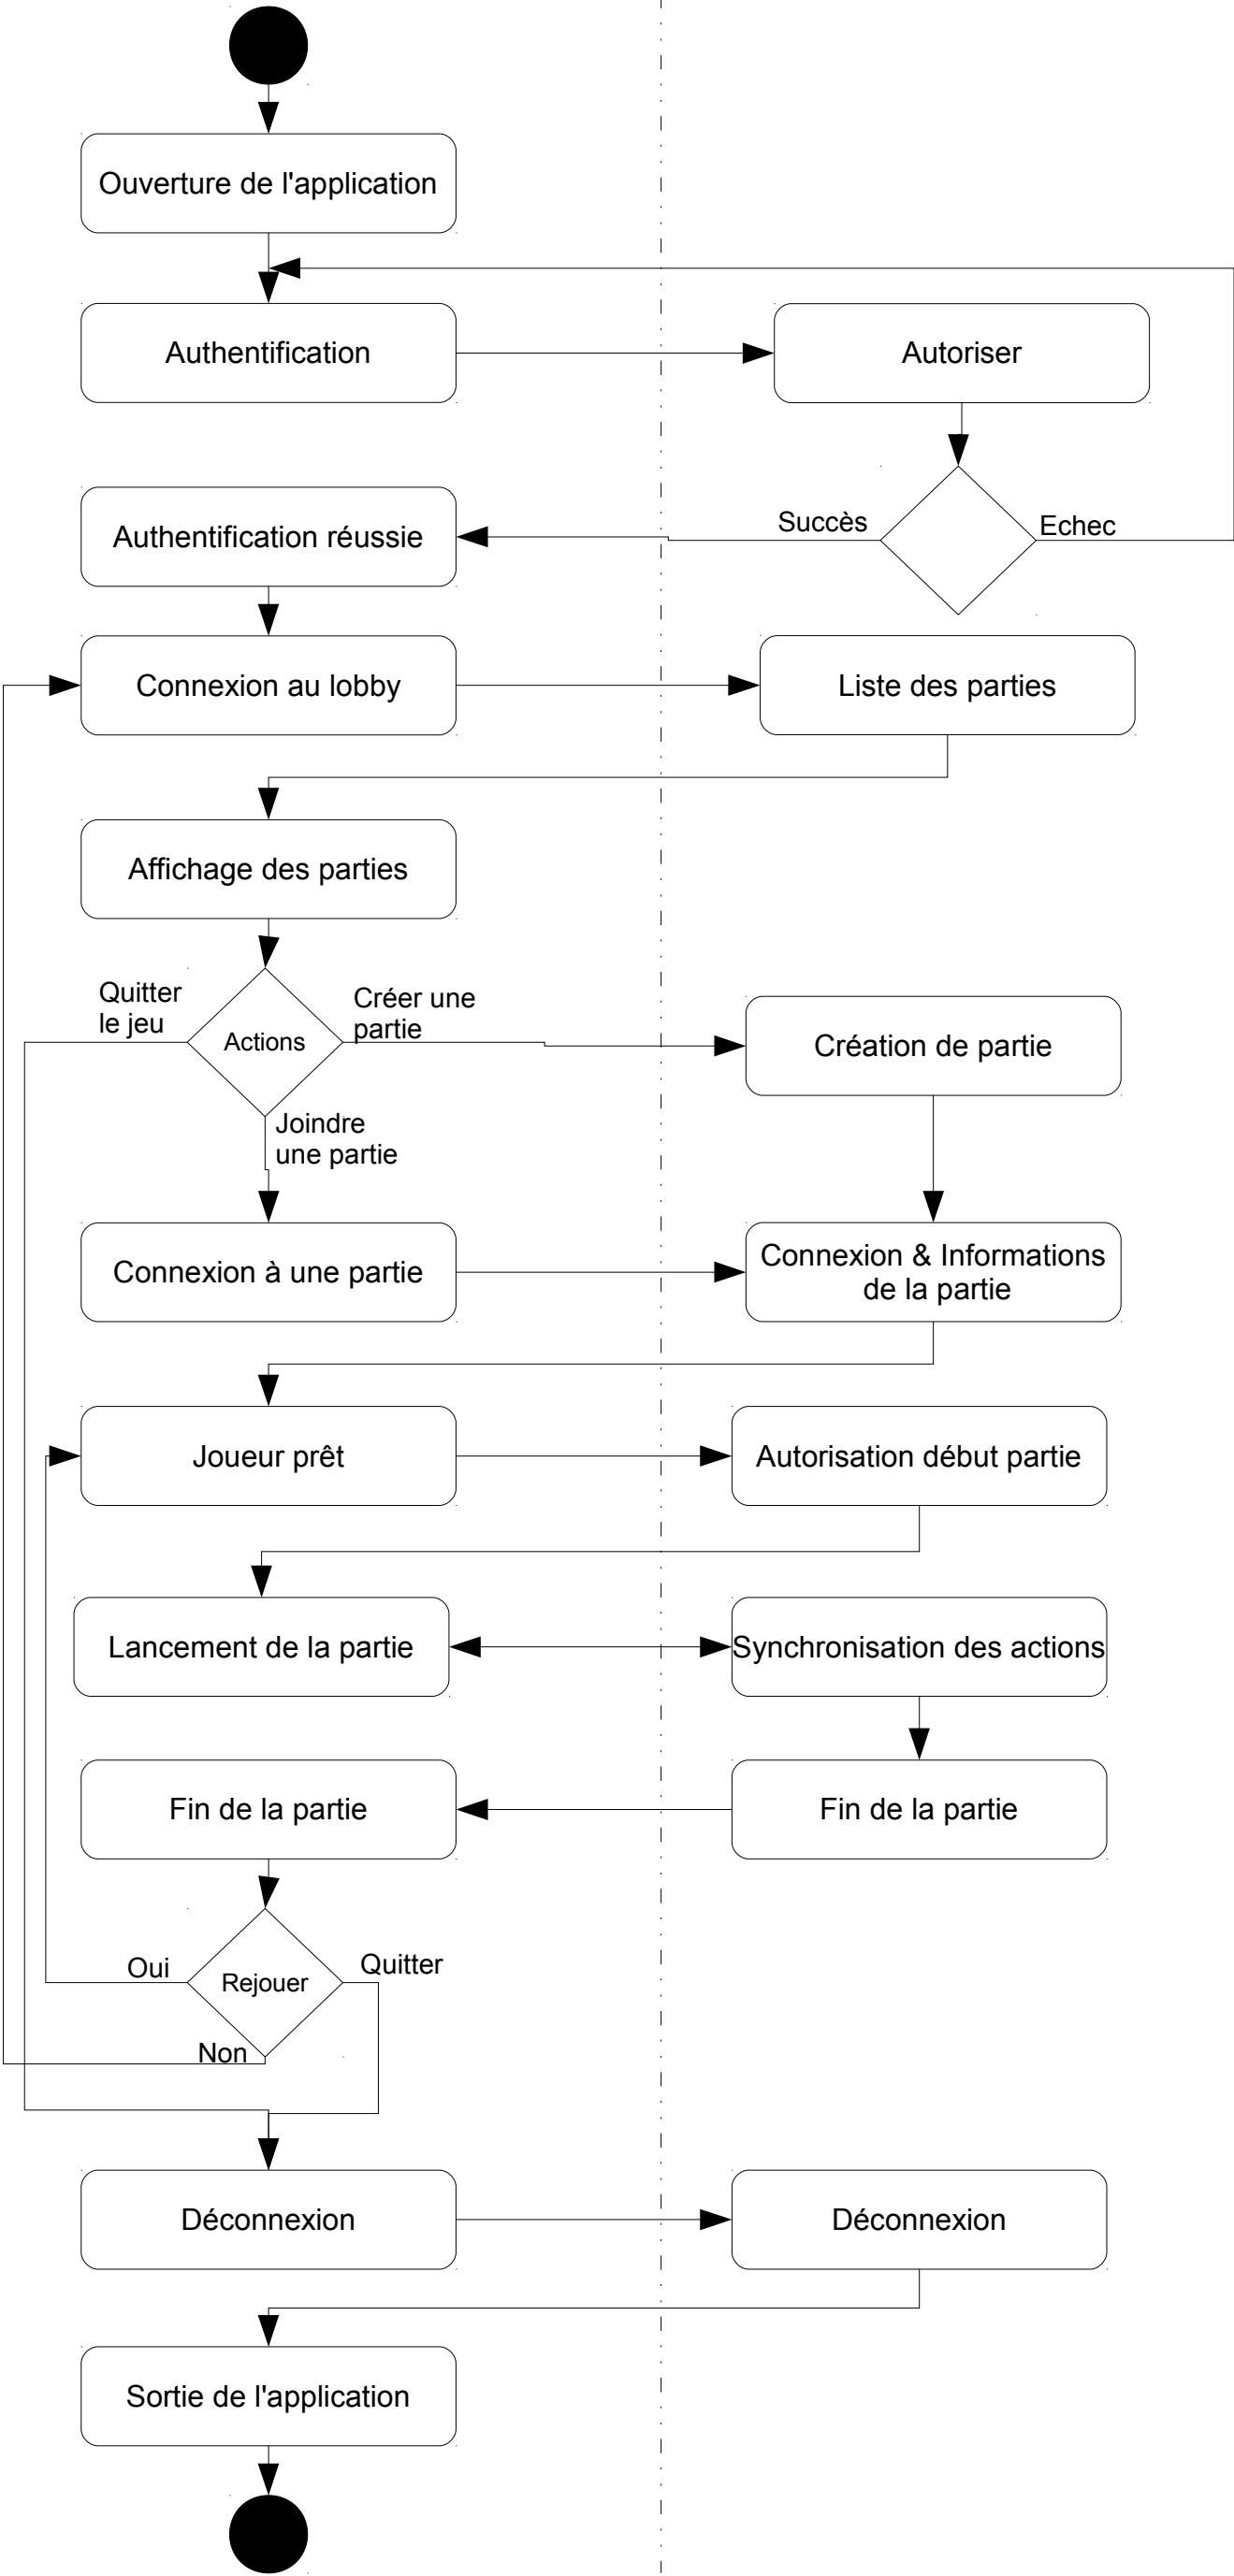 Ouverture de l'application
Authentification
Autoriser
Succès
Echec
Authentification réussie
Connexion au lobby
Liste des parties
Affichage des parties
Quitter
le jeu
Actions
Créer une
partie
Création de partie
Joindre
une partie
Connexion à une partie
Connexion & Informations
de la partie
Joueur prêt
Autorisation début partie
Lancement de la partie
Synchronisation des actions
Fin de la partie
Fin de la partie
Oui
Rejouer
Quitter
Non
Déconnexion
Déconnexion
Sortie de l'application